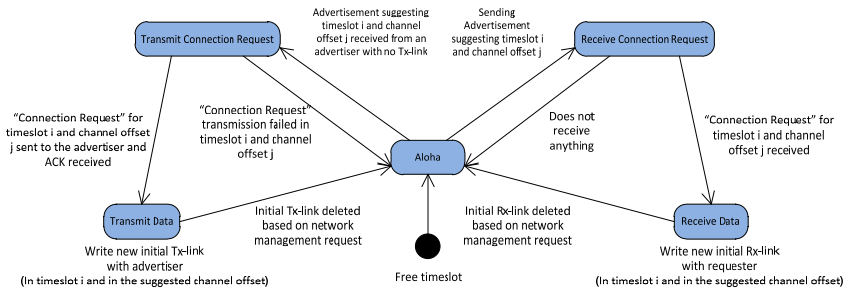 Transmit Connection Request
Advertisement suggesting
timeslot i and channel
offset j received from an
advertiser with no Tx-link
Sending
Advertisement
suggesting timeslot i
and channel offset j
Receive Connection Request
“Connection Request” for
timeslot i and channel offset
j sent to the advertiser and
ACK received
“Connection Request”
transmission failed in
timeslot i and channel
offset j
Aloha
Does not
receive
anything
“Connection Request” for
timeslot i and channel
offset j received
Transmit Data
Write new initial Tx-link
with advertiser
(In timeslot i and in the suggested channel offset)
Initial Tx-link deleted
based on network
management request
Free timeslot
Initial Rx-link deleted
based on network
management request
Receive Data
Write new initial Rx-link
with requester
(In timeslot i and in the suggested channel offset)